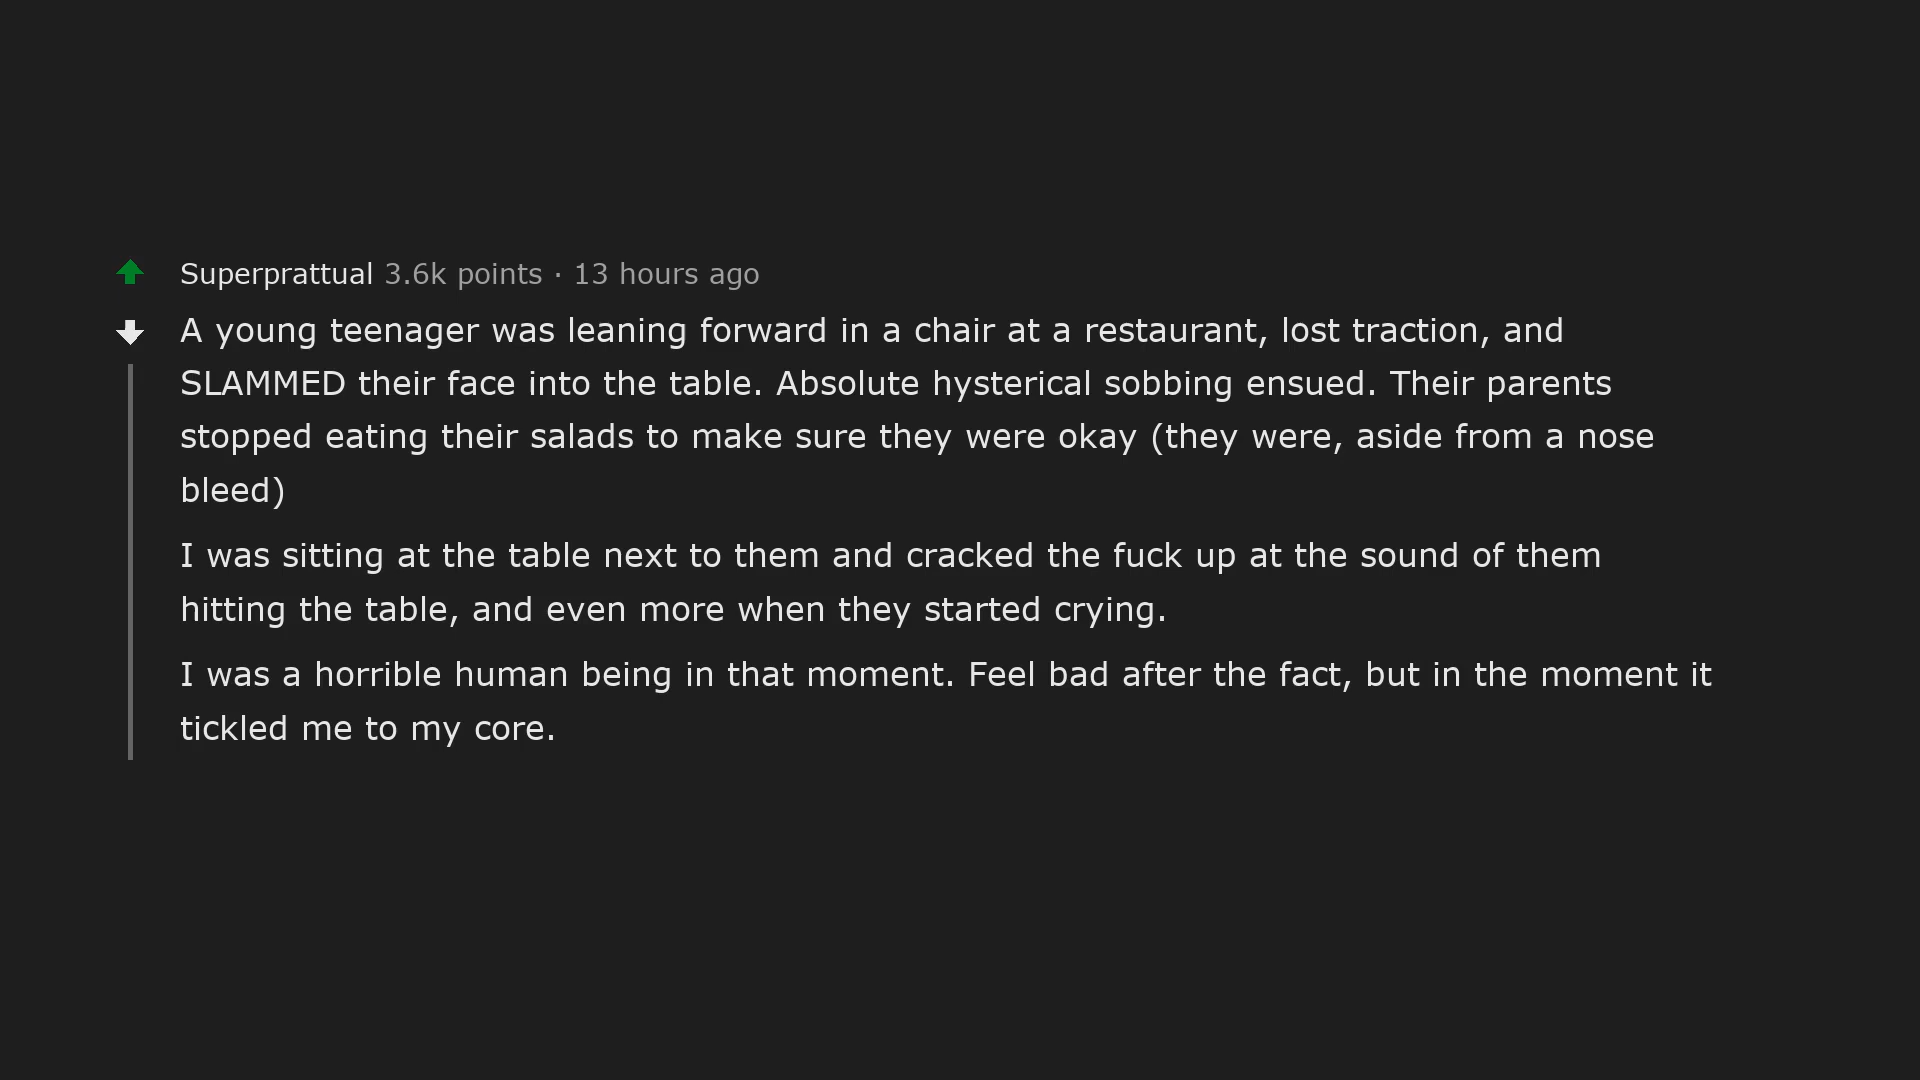 Superprattual 3.6k points · 13 hours ago
A young teenager was leaning forward in a chair at a restaurant, lost traction, and
SLAMMED their face into the table. Absolute hysterical sobbing ensued. Their parents
stopped eating their salads to make sure they were okay (they were, aside from a nose
bleed)
I was sitting at the table next to them and cracked the fuck up at the sound of them
hitting the table, and even more when they started crying.
I was a horrible human being in that moment. Feel bad after the fact, but in the moment it
tickled me to my core.